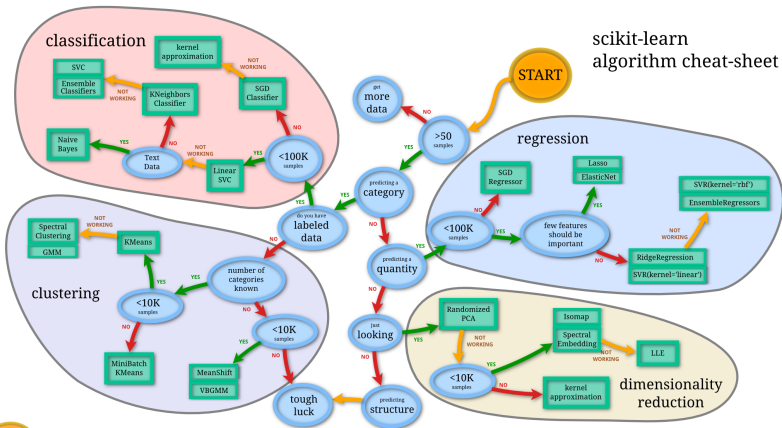 scikit-learn
algorithm cheat-sheet
START
classification
kernel
approximation
NOT
WORKING
SVC
Ensemble
Classifiers
NOT
WORKING
KNeighbors
Classifier
SGD
Classifier
NO
Naive
Bayes
YES
Text
Data
NO
NOT
WORKING
Linear
SVC
YES
<100K
samples
YES
get
more
data
NO
>50
samples
YES
predicting a
category
YES
NO
do you have
labeled
data
NO
predicting a
quantity
YES
NO
just
looking
YES
NO
predicting
structure
tough
luck
regression
SGD
Regressor
NO
<100K
samples
YES
few features
should be
important
YES
Lasso
ElasticNet
NO
RidgeRegression
SVR(kernel='linear')
NOT
WORKING
SVR(kernel='rbf')
EnsembleRegressors
clustering
Spectral
Clustering
GMM
NOT
WORKING
KMeans
YES
<10K
samples
NO
MiniBatch
KMeans
YES
number of
categories
known
NO
<10K
samples
YES
NO
MeanShift
VBGMM
dimensionality
reduction
Randomized
PCA
NOT
WORKING
<10K
samples
YES
NO
Isomap
Spectral
Embedding
NOT
WORKING
LLE
kernel
approximation